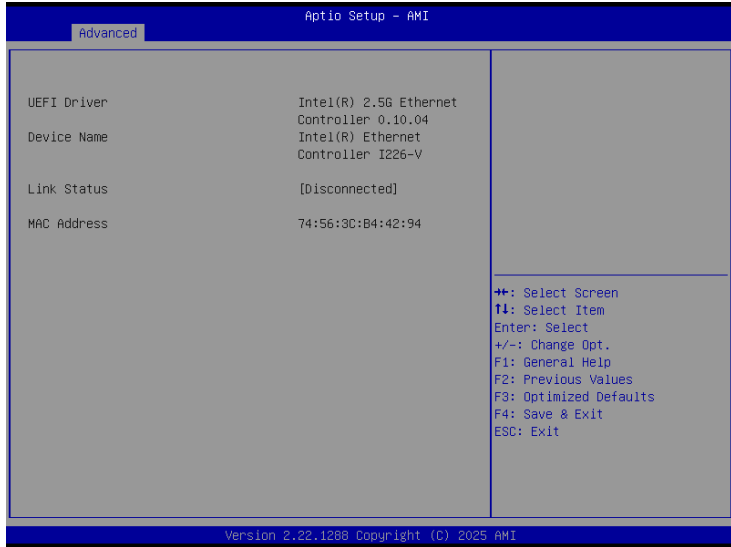 Aptio Setup - AMI
Advanced
UEFI Driver Intel(R) 2.5G Ethernet
Controller 0.10.04
Device Name Intel(R) Ethernet
Controller I226-V
Link Status [Disconnected]
MAC Address 74:56:3C:B4:42:94
→←: Select Screen
↑↓: Select Item
Enter: Select
+/-: Change Opt.
F1: General Help
F2: Previous Values
F3: Optimized Defaults
F4: Save & Exit
ESC: Exit
Version 2.22.1288 Copyright (C) 2025 AMI